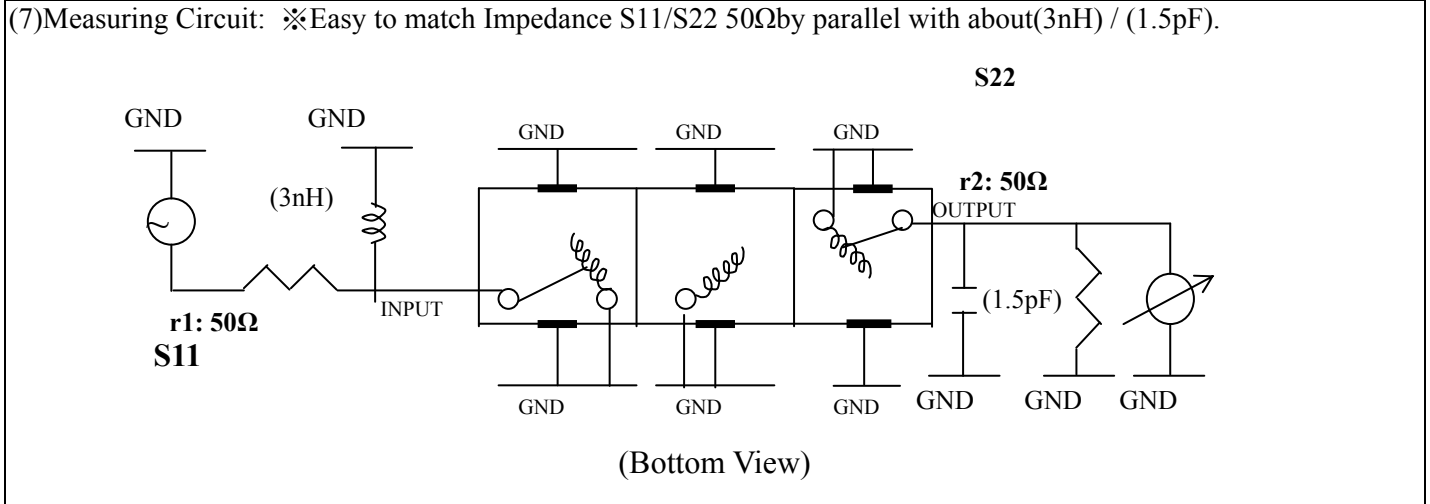 (7)Measuring Circuit: ※Easy to match Impedance S11/S22 50Ωby parallel with about(3nH) / (1.5pF).
S22
GND GND GND GND GND
(3nH)
r2: 50Ω
OUTPUT
INPUT
(1.5pF)
r1: 50Ω
S11
GND GND GND GND GND GND
(Bottom View)